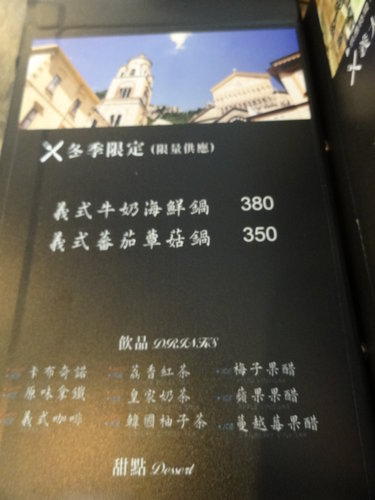 冬季限定 (限量供應)
義式牛奶海鮮鍋 380
義式蕃茄蕈菇鍋 350
飲品 DRINKS
卡布奇諾 荔香紅茶 梅子果醋
原味拿鐵 皇家奶茶 蘋果果醋
義式咖啡 韓國柚子茶 蔓越莓果醋
甜點 Dessert